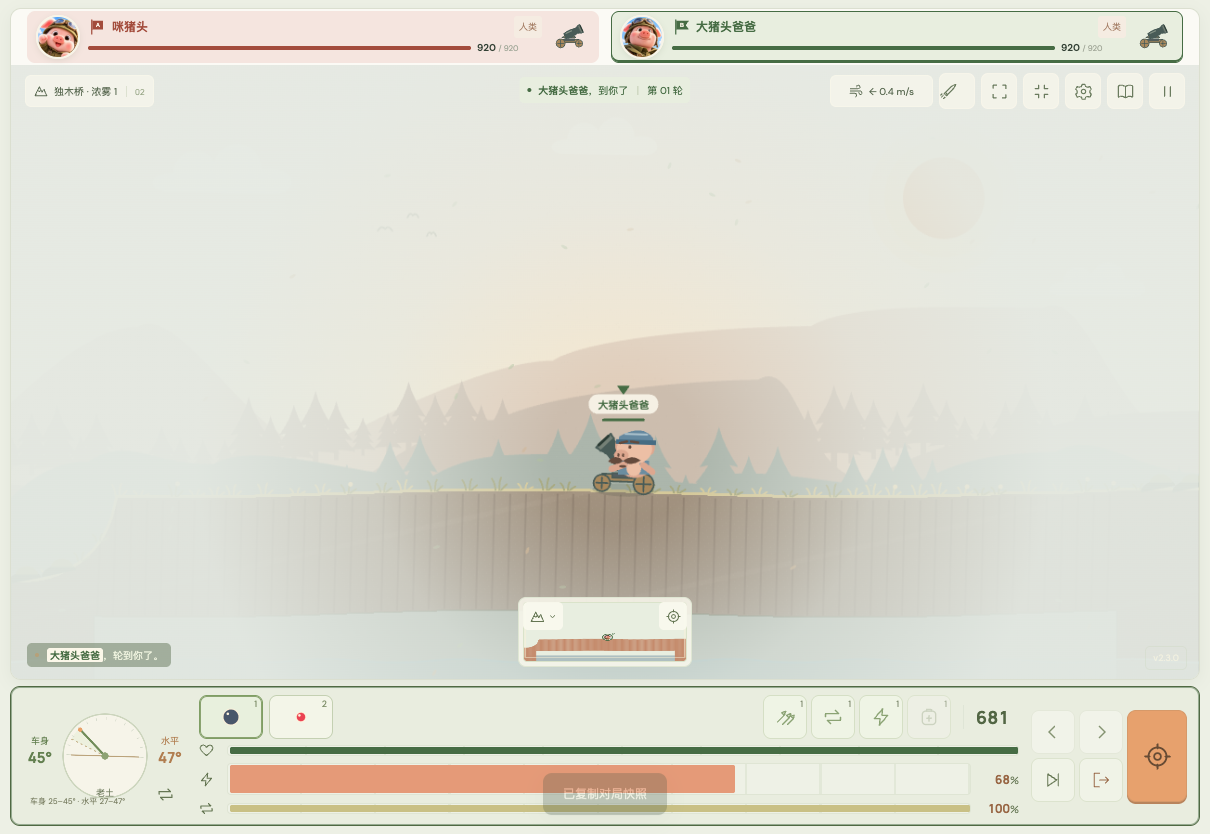 咪猪头
人类
920 / 920
大猪头爸爸
人类
920 / 920
独木桥 · 浓雾 1 02
大猪头爸爸，到你了 第 01 轮
← 0.4 m/s
大猪头爸爸
大猪头爸爸，轮到你了。
v2.3.0
车身
45°
水平
47°
老土
车身 25–45° · 水平 27–47°
1
2
1
1
1
1
681
68%
已复制对局快照
100%